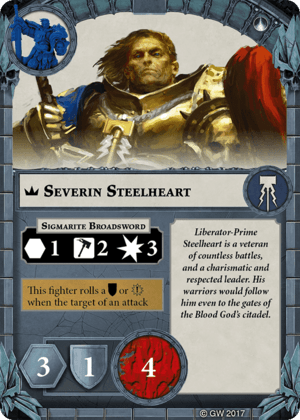 SEVERIN STEELHEART
SIGMARITE BROADSWORD
1 2 3
This fighter rolls a or
when the target of an attack
Liberator-Prime
Steelheart is a veteran
of countless battles,
and a charismatic and
respected leader. His
warriors would follow
him even to the gates of
the Blood God's citadel.
3 1 4
© GW 2017